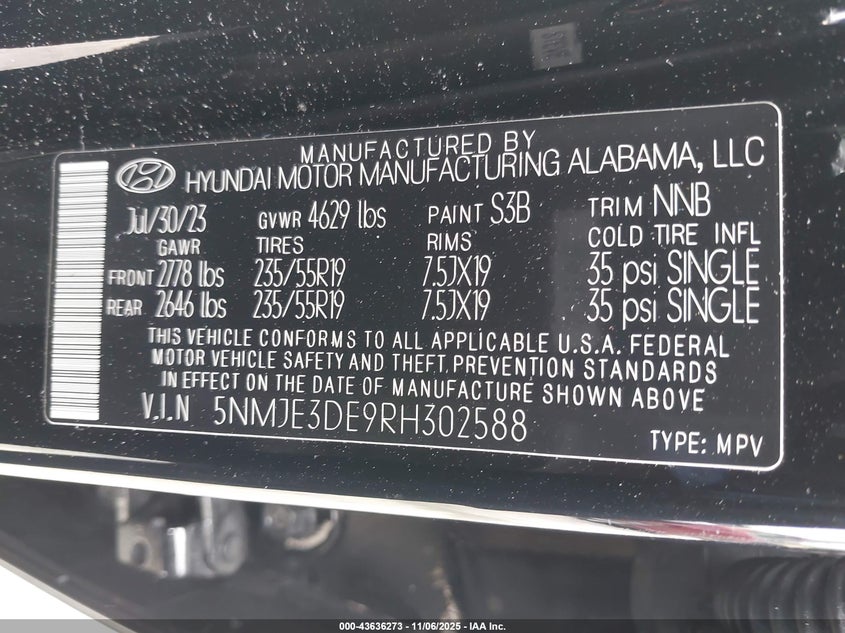 MANUFACTURED BY
HYUNDAI MOTOR MANUFACTURING ALABAMA, LLC
Jul/30/23 GVWR 4629 lbs PAINT S3B TRIM NNB
GAWR TIRES RIMS COLD TIRE INFL
FRONT 2778 lbs 235/55R19 7.5JX19 35 psi SINGLE
REAR 2646 lbs 235/55R19 7.5JX19 35 psi SINGLE
THIS VEHICLE CONFORMS TO ALL APPLICABLE U.S.A. FEDERAL
MOTOR VEHICLE SAFETY AND THEFT PREVENTION STANDARDS
IN EFFECT ON THE DATE OF MANUFACTURE SHOWN ABOVE
V.I.N 5NMJE3DE9RH302588
TYPE: MPV
000-43636273 - 11/06/2025 - IAA Inc.